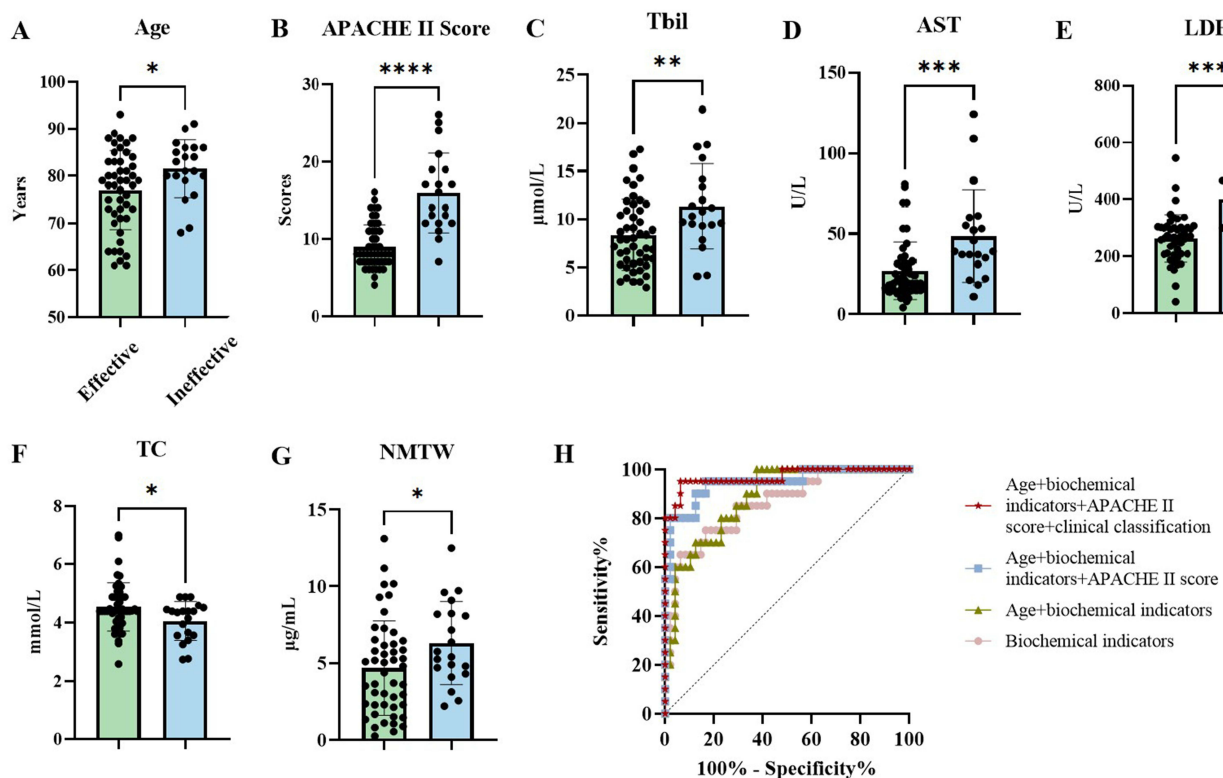 A
Age
*
Years
100
90
80
70
60
50
Effective
Ineffective
B
APACHE II Score
****
Scores
30
20
10
0
C
Tbil
**
μmol/L
25
20
15
10
5
0
D
AST
***
U/L
150
100
50
0
E
U/L
800
600
400
200
0
F
TC
*
mmol/L
8
6
4
2
0
G
NMTW
*
μg/mL
15
10
5
0
H
Sensitivity%
100
80
60
40
20
0
0
20
40
60
80
100
100% - Specificity%
Age+biochemical
indicators+APACHE II
score+clinical classification
Age+biochemical
indicators+APACHE II score
Age+biochemical indicators
Biochemical indicators